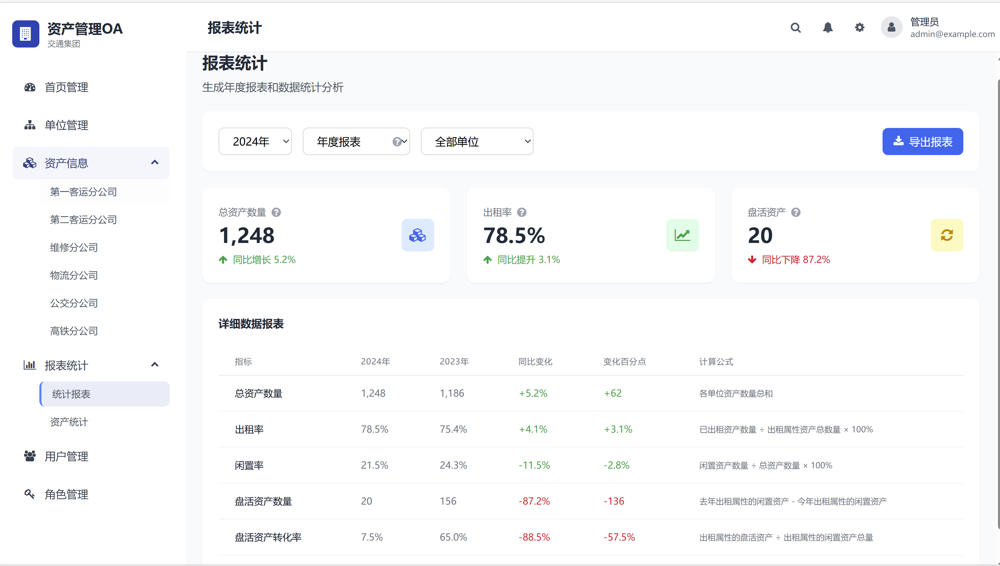 资产管理OA
交通集团
首页管理
单位管理
资产信息
第一客运分公司
第二客运分公司
维修分公司
物流分公司
公交分公司
高铁分公司
报表统计
统计报表
资产统计
用户管理
角色管理
报表统计
管理员
admin@example.com
报表统计
生成年度报表和数据统计分析
2024年 年度报表 ? 全部单位 导出报表
总资产数量 ?
1,248
同比增长 5.2%
出租率 ?
78.5%
同比提升 3.1%
盘活资产 ?
20
同比下降 87.2%
详细数据报表
指标 2024年 2023年 同比变化 变化百分点 计算公式
总资产数量 1,248 1,186 +5.2% +62 各单位资产数量总和
出租率 78.5% 75.4% +4.1% +3.1% 已出租资产数量 ÷ 出租属性资产总数量 × 100%
闲置率 21.5% 24.3% -11.5% -2.8% 闲置资产数量 ÷ 总资产数量 × 100%
盘活资产数量 20 156 -87.2% -136 去年出租属性的闲置资产 - 今年出租属性的闲置资产
盘活资产转化率 7.5% 65.0% -88.5% -57.5% 出租属性的盘活资产 ÷ 出租属性的闲置资产总量